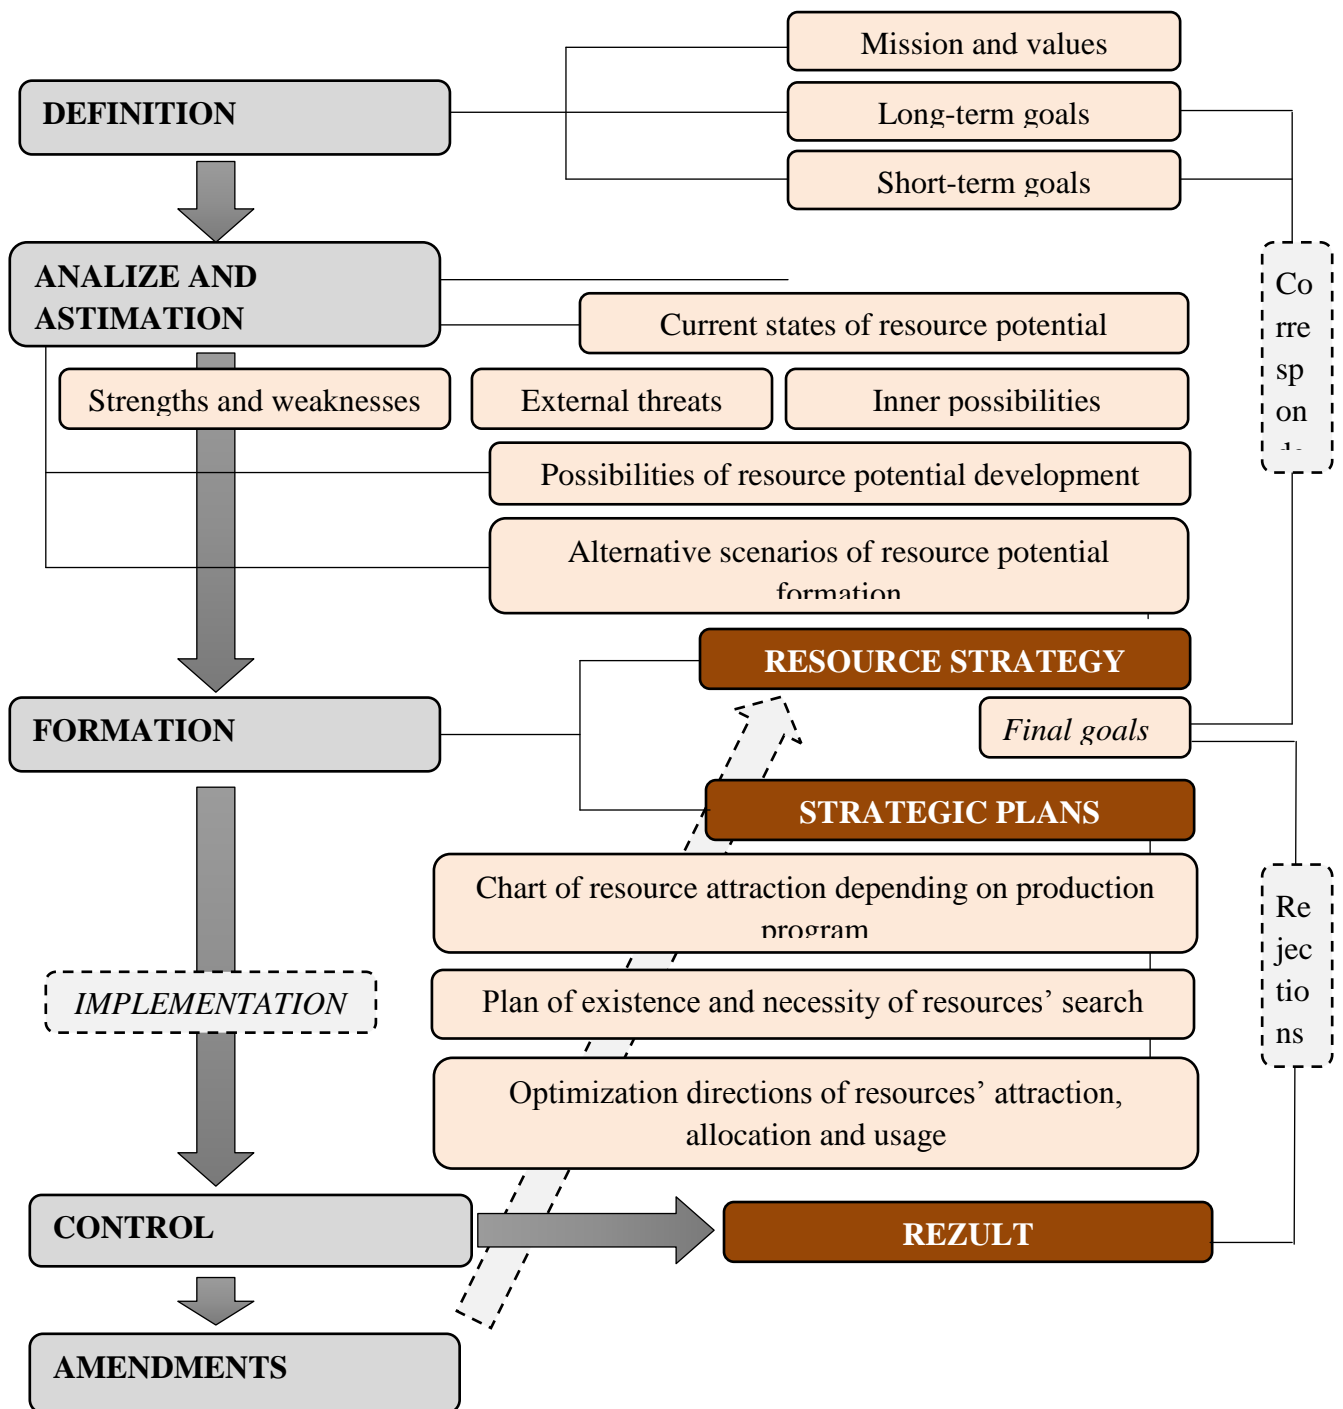 Mission and values
DEFINITION
Long-term goals
Short-term goals
ANALIZE AND
ASTIMATION
Co
rre
sp
on
Current states of resource potential
Strengths and weaknesses
External threats
Inner possibilities
Possibilities of resource potential development
Alternative scenarios of resource potential
formation
RESOURCE STRATEGY
FORMATION
Final goals
STRATEGIC PLANS
Chart of resource attraction depending on production
program
Re
jec
tio
ns
IMPLEMENTATION
Plan of existence and necessity of resources’ search
Optimization directions of resources’ attraction,
allocation and usage
CONTROL
REZULT
AMENDMENTS